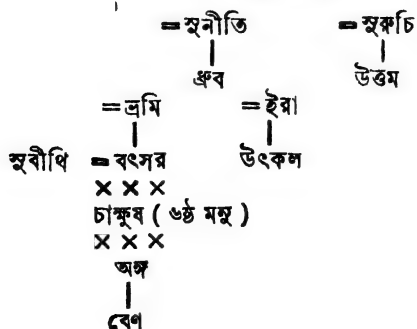 = সুনীতি = সুরুচি
ধ্রুব উত্তম
= ভ্রমি = ইরা
সুবীথি = বৎসর উৎকল
× × ×
চাক্ষুষ ( ৬ষ্ঠ মনু )
× × ×
অঙ্গ
বেণ